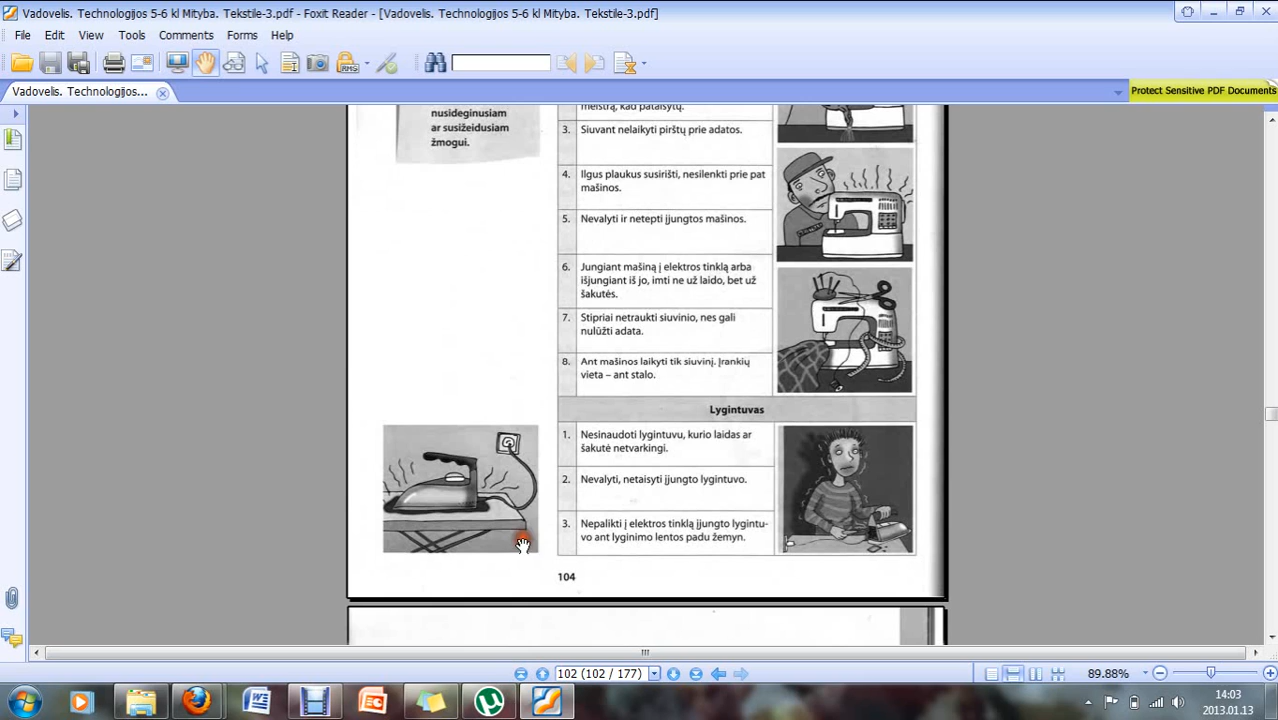 Vadovelis. Technologijos 5-6 kl Mityba. Tekstile-3.pdf - Foxit Reader - [Vadovelis. Technologijos 5-6 kl Mityba. Tekstile-3.pdf]
File Edit View Tools Comments Forms Help
RMS
Vadovelis. Technologijos...
Protect Sensitive PDF Documents
nusideginusiam
ar susižeidusiam
žmogui.
meistrą, kad pataisytų.
3. Siuvant nelaikyti pirštų prie adatos.
4. Ilgus plaukus susirišti, nesilenkti prie pat
mašinos.
5. Nevalyti ir netepti įjungtos mašinos.
6. Jungiant mašiną į elektros tinklą arba
išjungiant iš jo, imti ne už laido, bet už
šakutės.
7. Stipriai netraukti siuvinio, nes gali
nulūžti adata.
8. Ant mašinos laikyti tik siuvinį. Įrankių
vieta – ant stalo.
Lygintuvas
1. Nesinaudoti lygintuvu, kurio laidas ar
šakutė netvarkingi.
2. Nevalyti, netaisyti įjungto lygintuvo.
3. Nepalikti į elektros tinklą įjungto lygintu-
vo ant lyginimo lentos padu žemyn.
104
102 (102 / 177)
89.88%
14:03
2013.01.13